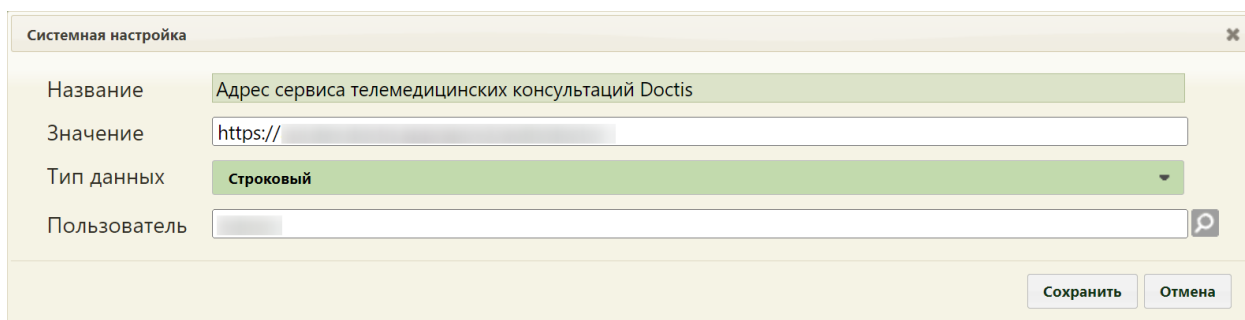 Системная настройка
Название Адрес сервиса телемедицинских консультаций Doctis
Значение https://
Тип данных Строковый
Пользователь
Сохранить Отмена